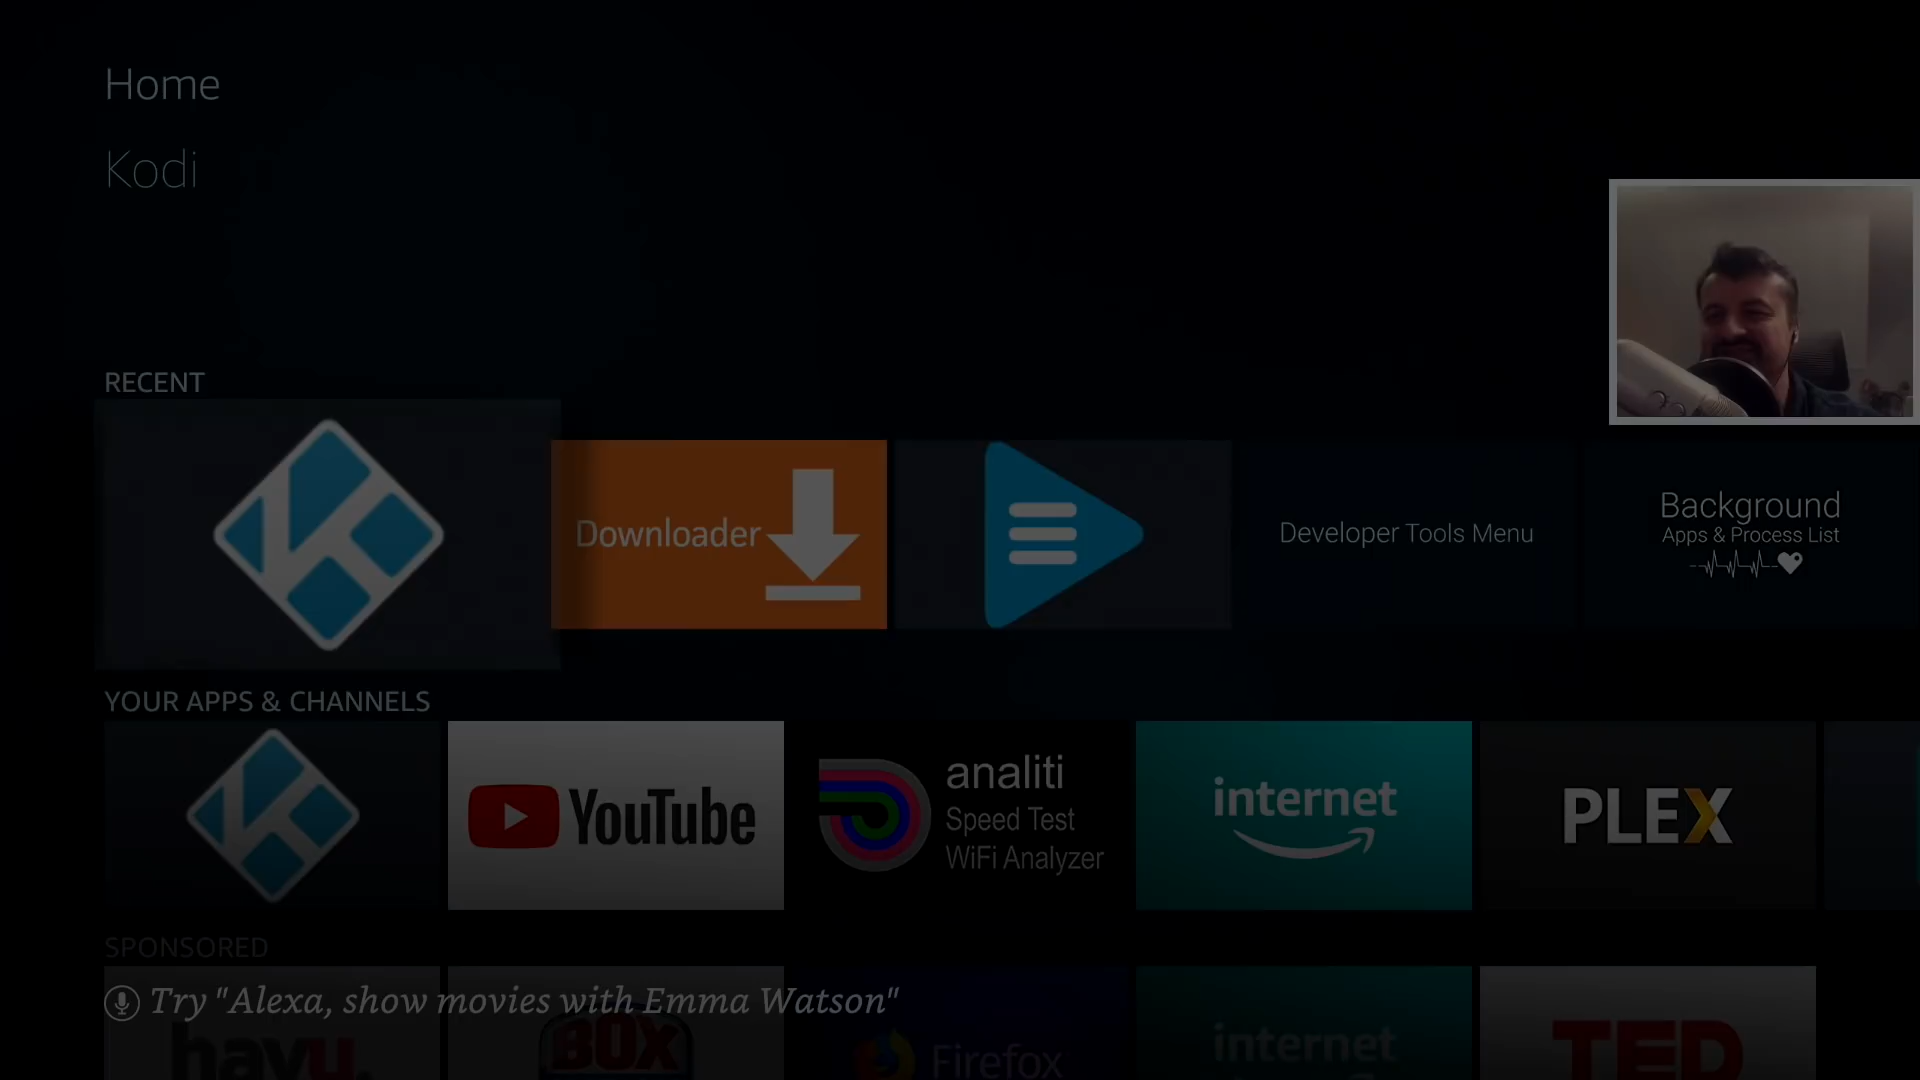 Home
Kodi
RECENT
Downloader
Developer Tools Menu
Background
Apps & Process List
YOUR APPS & CHANNELS
YouTube
analiti
Speed Test
WiFi Analyzer
internet
PLEX
SPONSORED
Try "Alexa, show movies with Emma Watson"
hayu.
BOX
Firefox
internet
TED